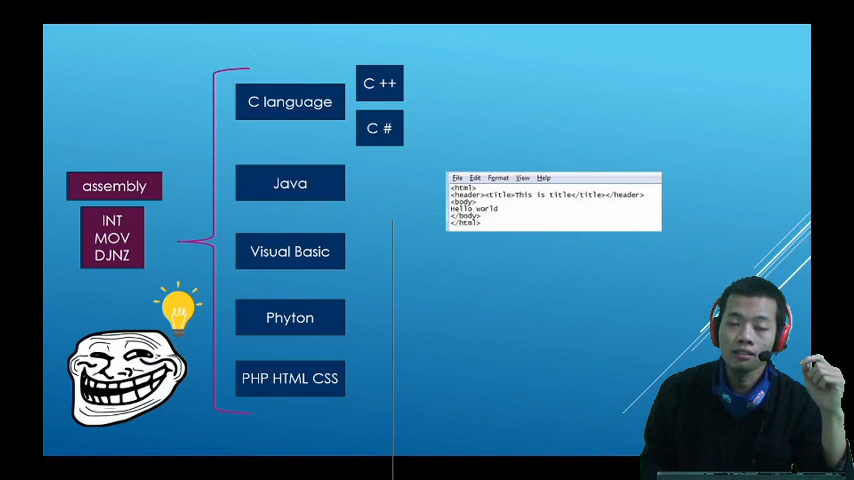 assembly
INT
MOV
DJNZ
C language
C ++
C #
Java
Visual Basic
Phyton
PHP HTML CSS
File Edit Format View Help
<html>
<header><title>This is title</title></header>
<body>
Hello world
</body>
</html>